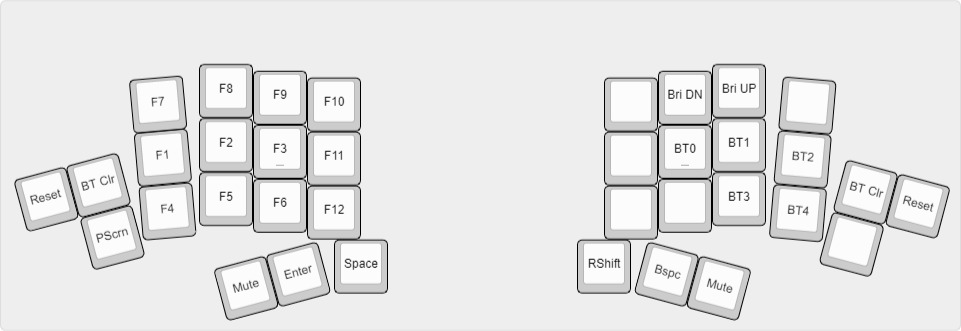 F7
F8
F9
F10
Bri DN
Bri UP
F1
F2
F3
_
F11
BT0
_
BT1
BT2
Reset
BT Clr
F4
F5
F6
F12
BT3
BT4
BT Clr
Reset
PScrn
Mute
Enter
Space
RShift
Bspc
Mute